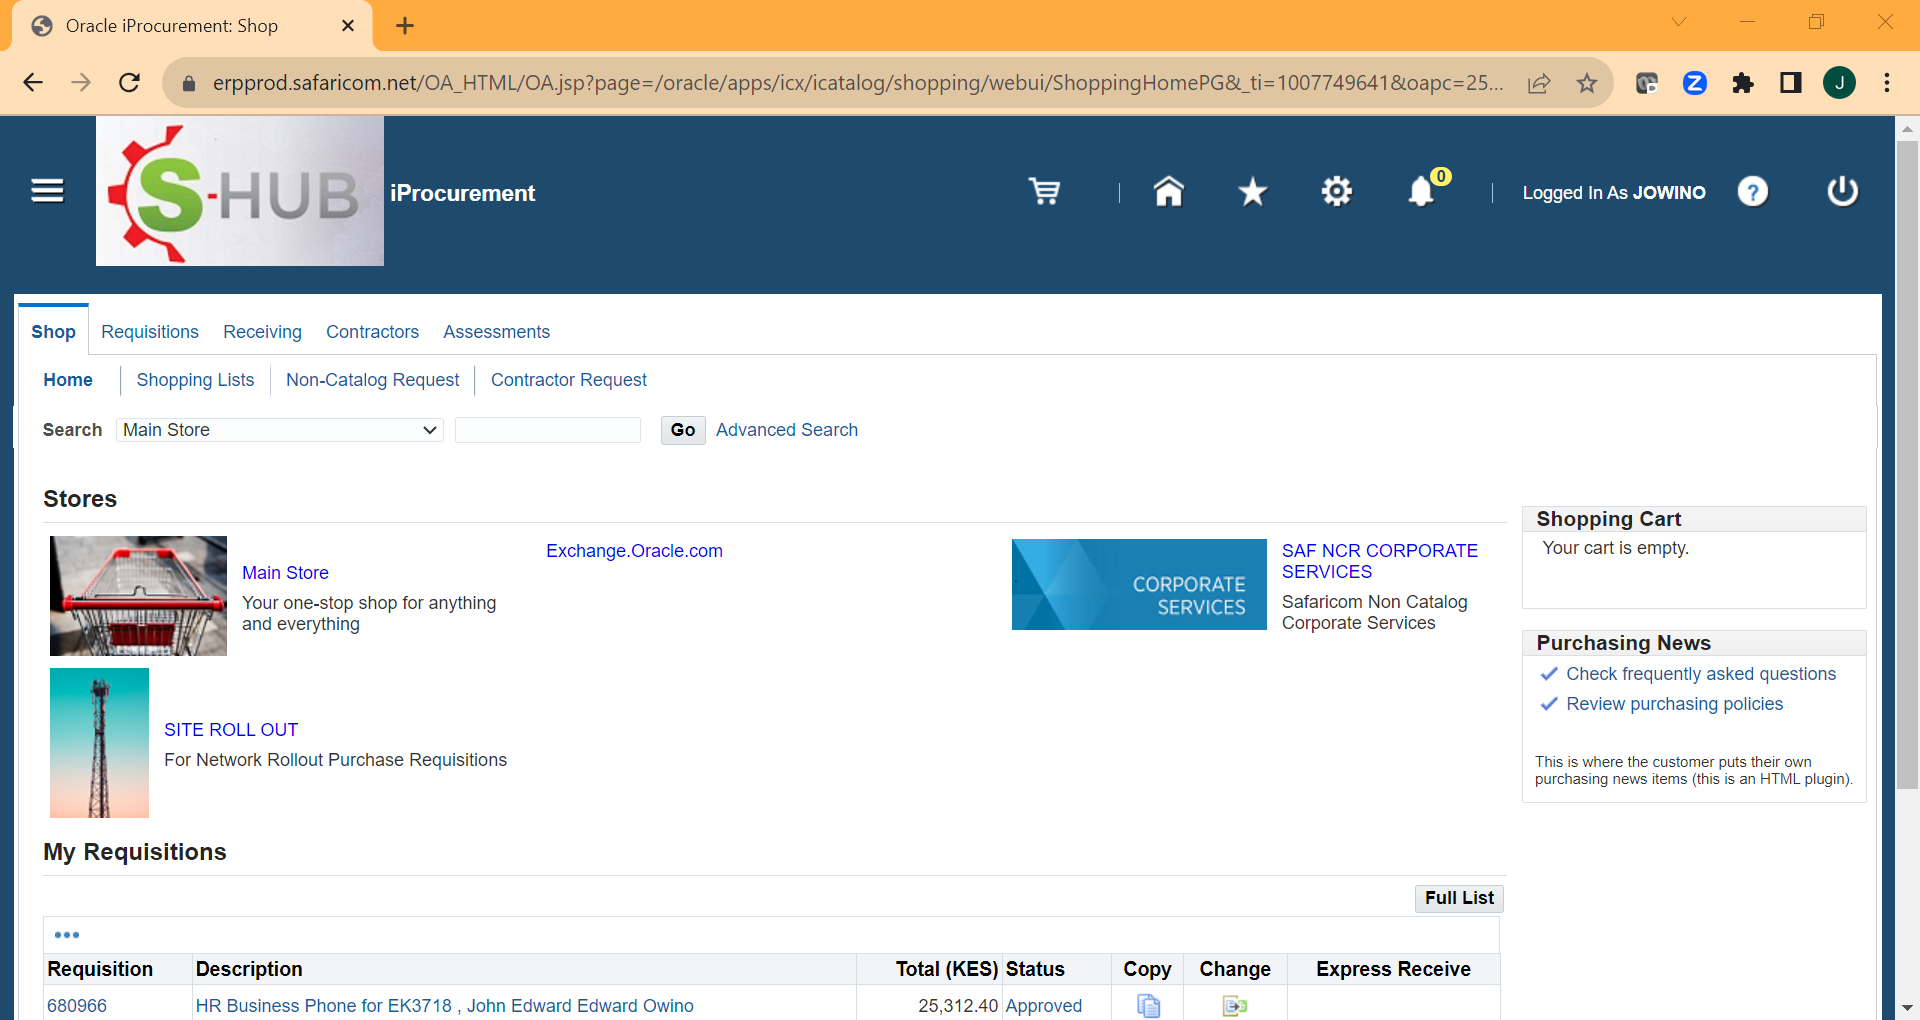 Oracle iProcurement: Shop
erpprod.safaricom.net/OA_HTML/OA.jsp?page=/oracle/apps/icx/icatalog/shopping/webui/ShoppingHomePG&_ti=1007749641&oapc=25...
J
S-HUB
iProcurement
0
Logged In As JOWINO
?
Shop Requisitions Receiving Contractors Assessments
Home Shopping Lists Non-Catalog Request Contractor Request
Search Main Store Go Advanced Search
Stores
Main Store
Your one-stop shop for anything
and everything
Exchange.Oracle.com
CORPORATE
SERVICES
SAF NCR CORPORATE
SERVICES
Safaricom Non Catalog
Corporate Services
SITE ROLL OUT
For Network Rollout Purchase Requisitions
Shopping Cart
Your cart is empty.
Purchasing News
Check frequently asked questions
Review purchasing policies
This is where the customer puts their own
purchasing news items (this is an HTML plugin).
My Requisitions
Full List
Requisition Description Total (KES) Status Copy Change Express Receive
680966 HR Business Phone for EK3718 , John Edward Edward Owino 25,312.40 Approved